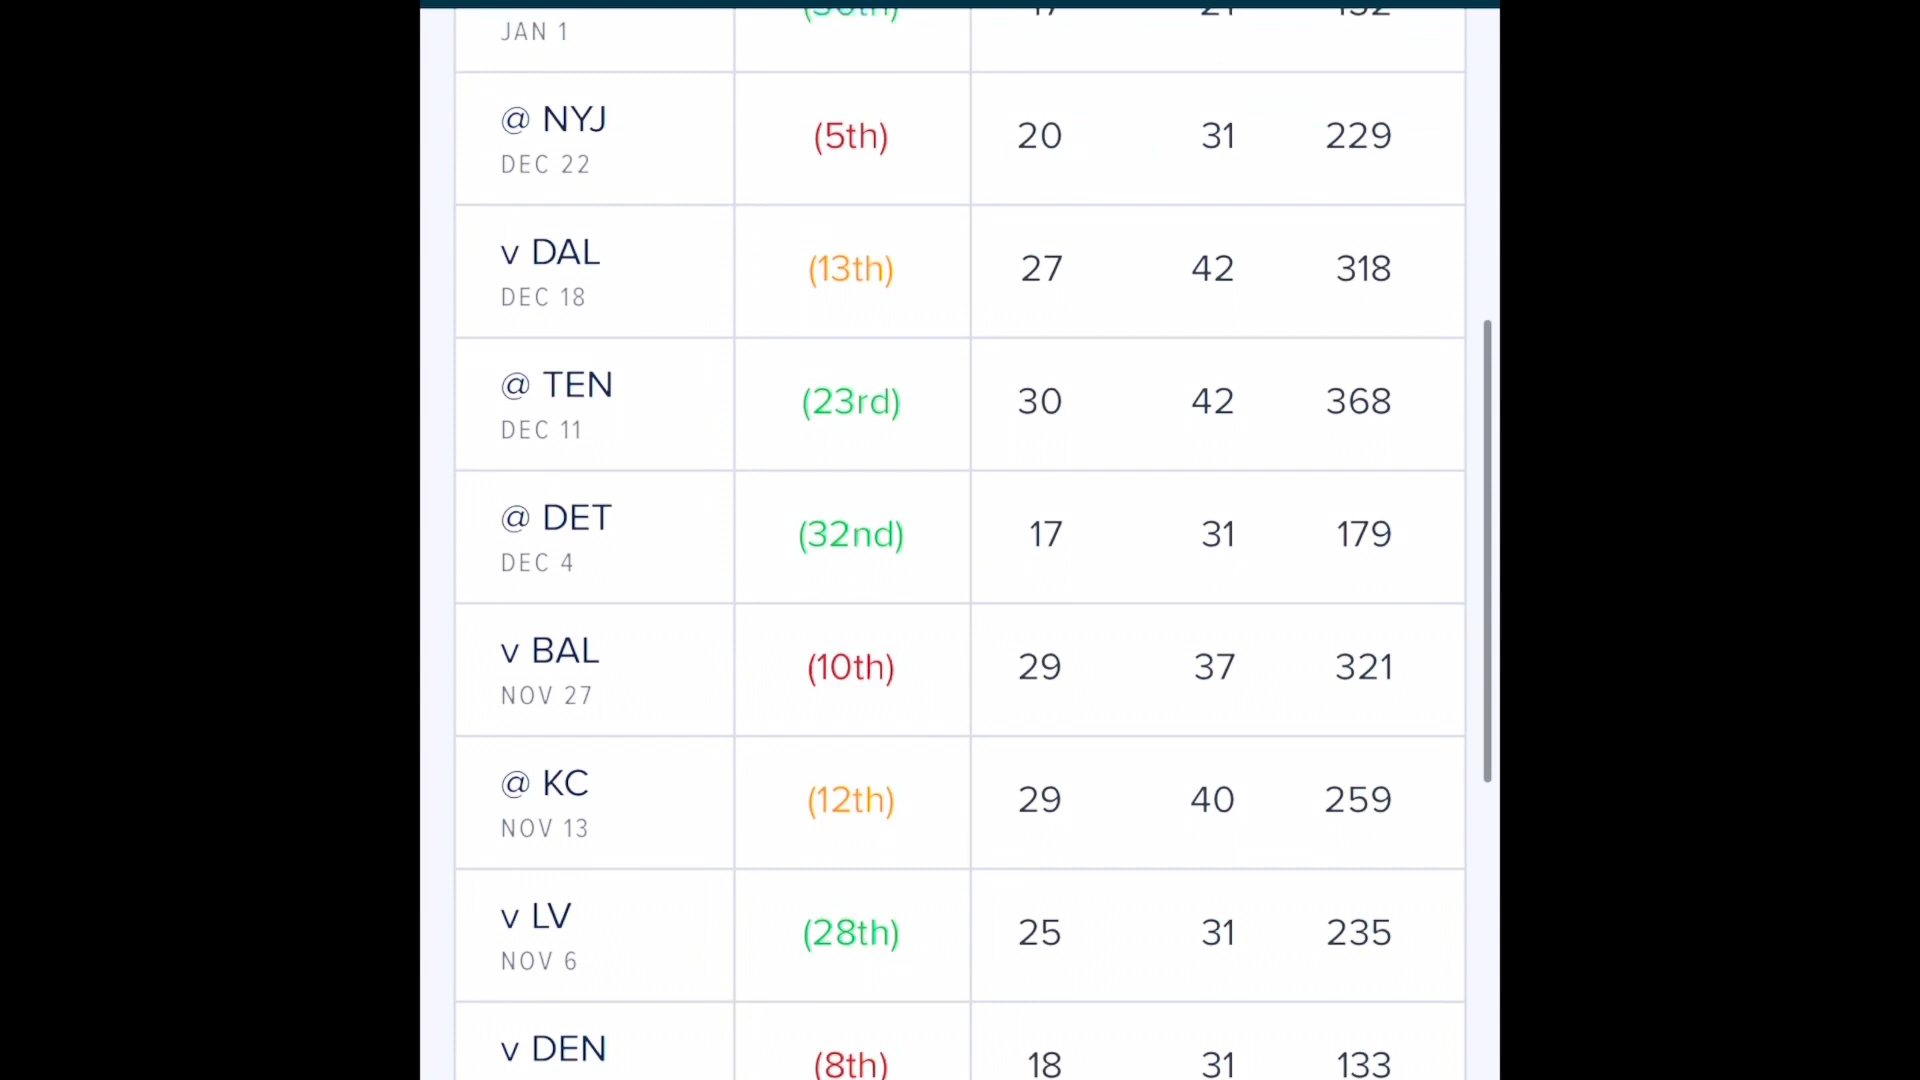 JAN 1
@ NYJ (5th) 20 31 229
DEC 22
v DAL (13th) 27 42 318
DEC 18
@ TEN (23rd) 30 42 368
DEC 11
@ DET (32nd) 17 31 179
DEC 4
v BAL (10th) 29 37 321
NOV 27
@ KC (12th) 29 40 259
NOV 13
v LV (28th) 25 31 235
NOV 6
v DEN (8th) 18 31 133